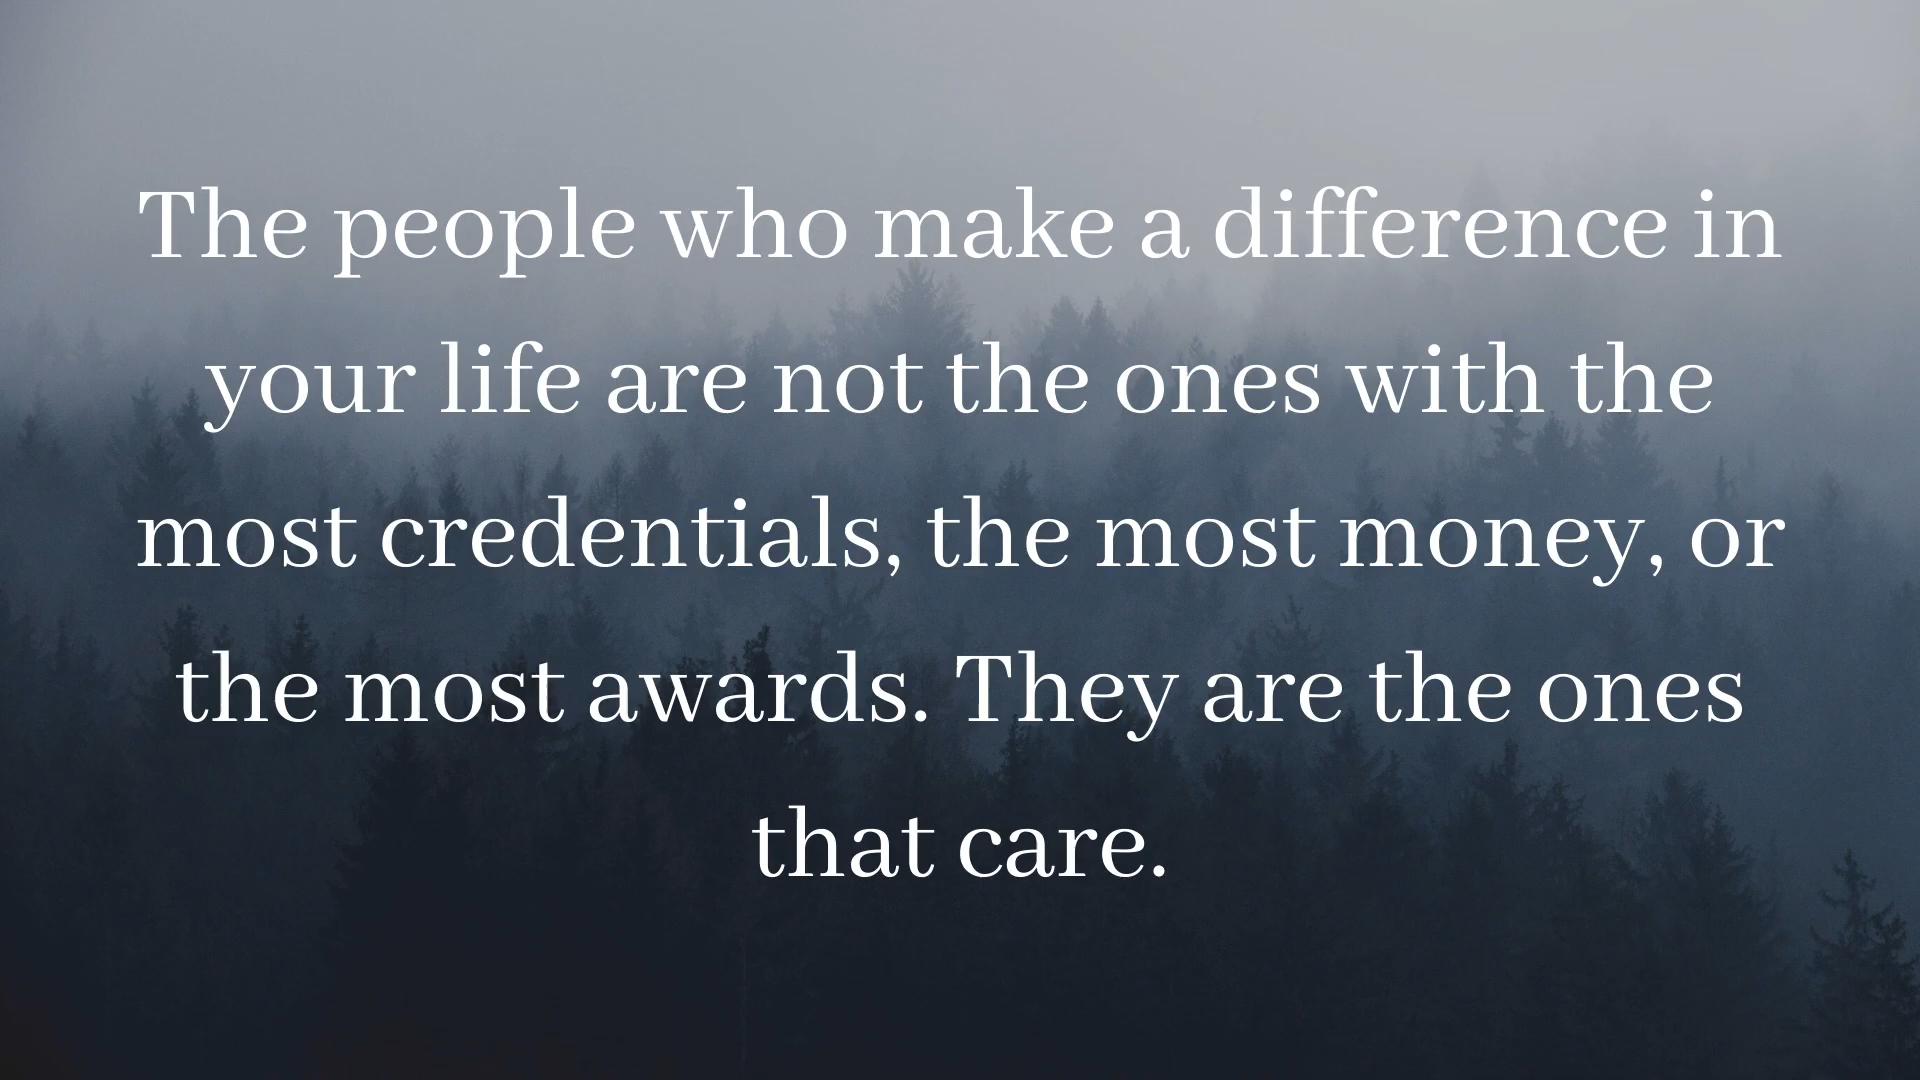 The people who make a difference in
your life are not the ones with the
most credentials, the most money, or
the most awards. They are the ones
that care.